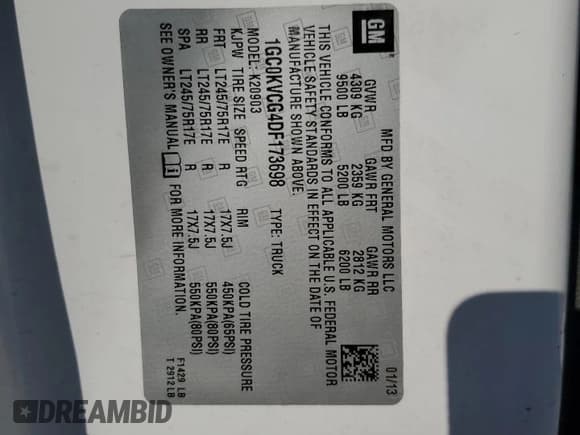 GM
MFD BY GENERAL MOTORS LLC
GVWR GAWR FRT GAWR RR
4309 KG 2359 KG 2812 KG
9500 LB 5200 LB 6200 LB
THIS VEHICLE CONFORMS TO ALL APPLICABLE U.S. FEDERAL MOTOR
VEHICLE SAFETY STANDARDS IN EFFECT ON THE DATE OF
MANUFACTURE SHOWN ABOVE.
01/13
1GC0KVCG4DF173698 TYPE: TRUCK
MODEL: K20903
KJPW TIRE SIZE SPEED RTG RIM COLD TIRE PRESSURE
FRT LT245/75R17E R 17X7.5J 450KPA(65PSI)
RR LT245/75R17E R 17X7.5J 550KPA(80PSI)
SPA LT245/75R17E R 17X7.5J 550KPA(80PSI)
SEE OWNER'S MANUAL i FOR MORE INFORMATION.
F1429 LB
T 2912 LB
DREAMBID